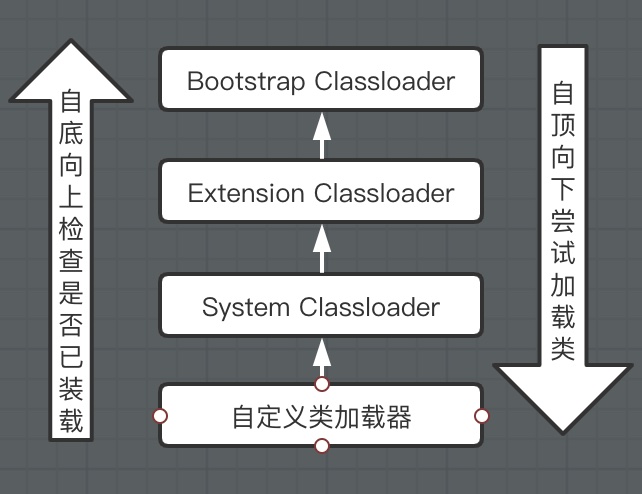 自底向上检查是否已装载
Bootstrap Classloader
Extension Classloader
System Classloader
自定义类加载器
自顶向下尝试加载类